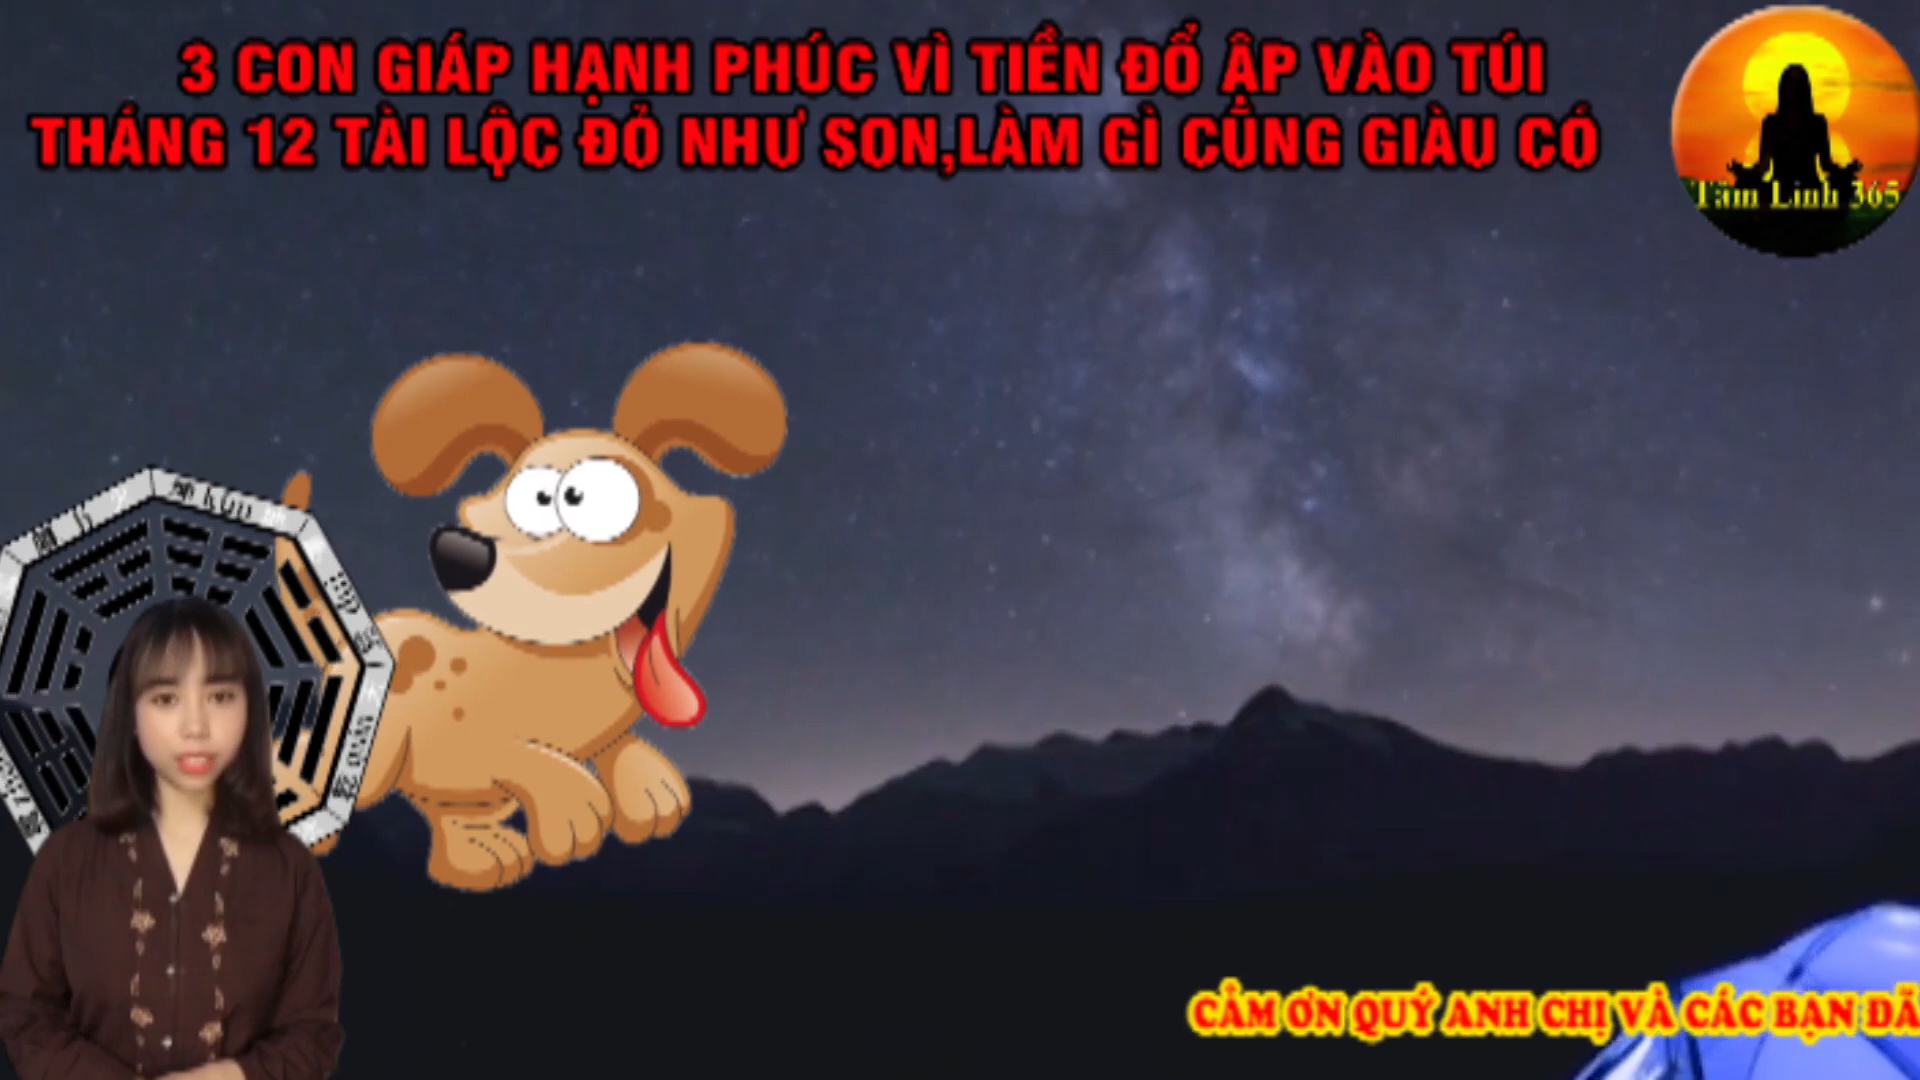 3 CON GIÁP HẠNH PHÚC VÌ TIỀN ĐỔ ẬP VÀO TÚI
THÁNG 12 TÀI LỘC ĐỎ NHƯ SON,LÀM GÌ CŨNG GIÀU CÓ
Tâm Linh 365
CẢM ƠN QUÝ ANH CHỊ VÀ CÁC BẠN ĐÃ